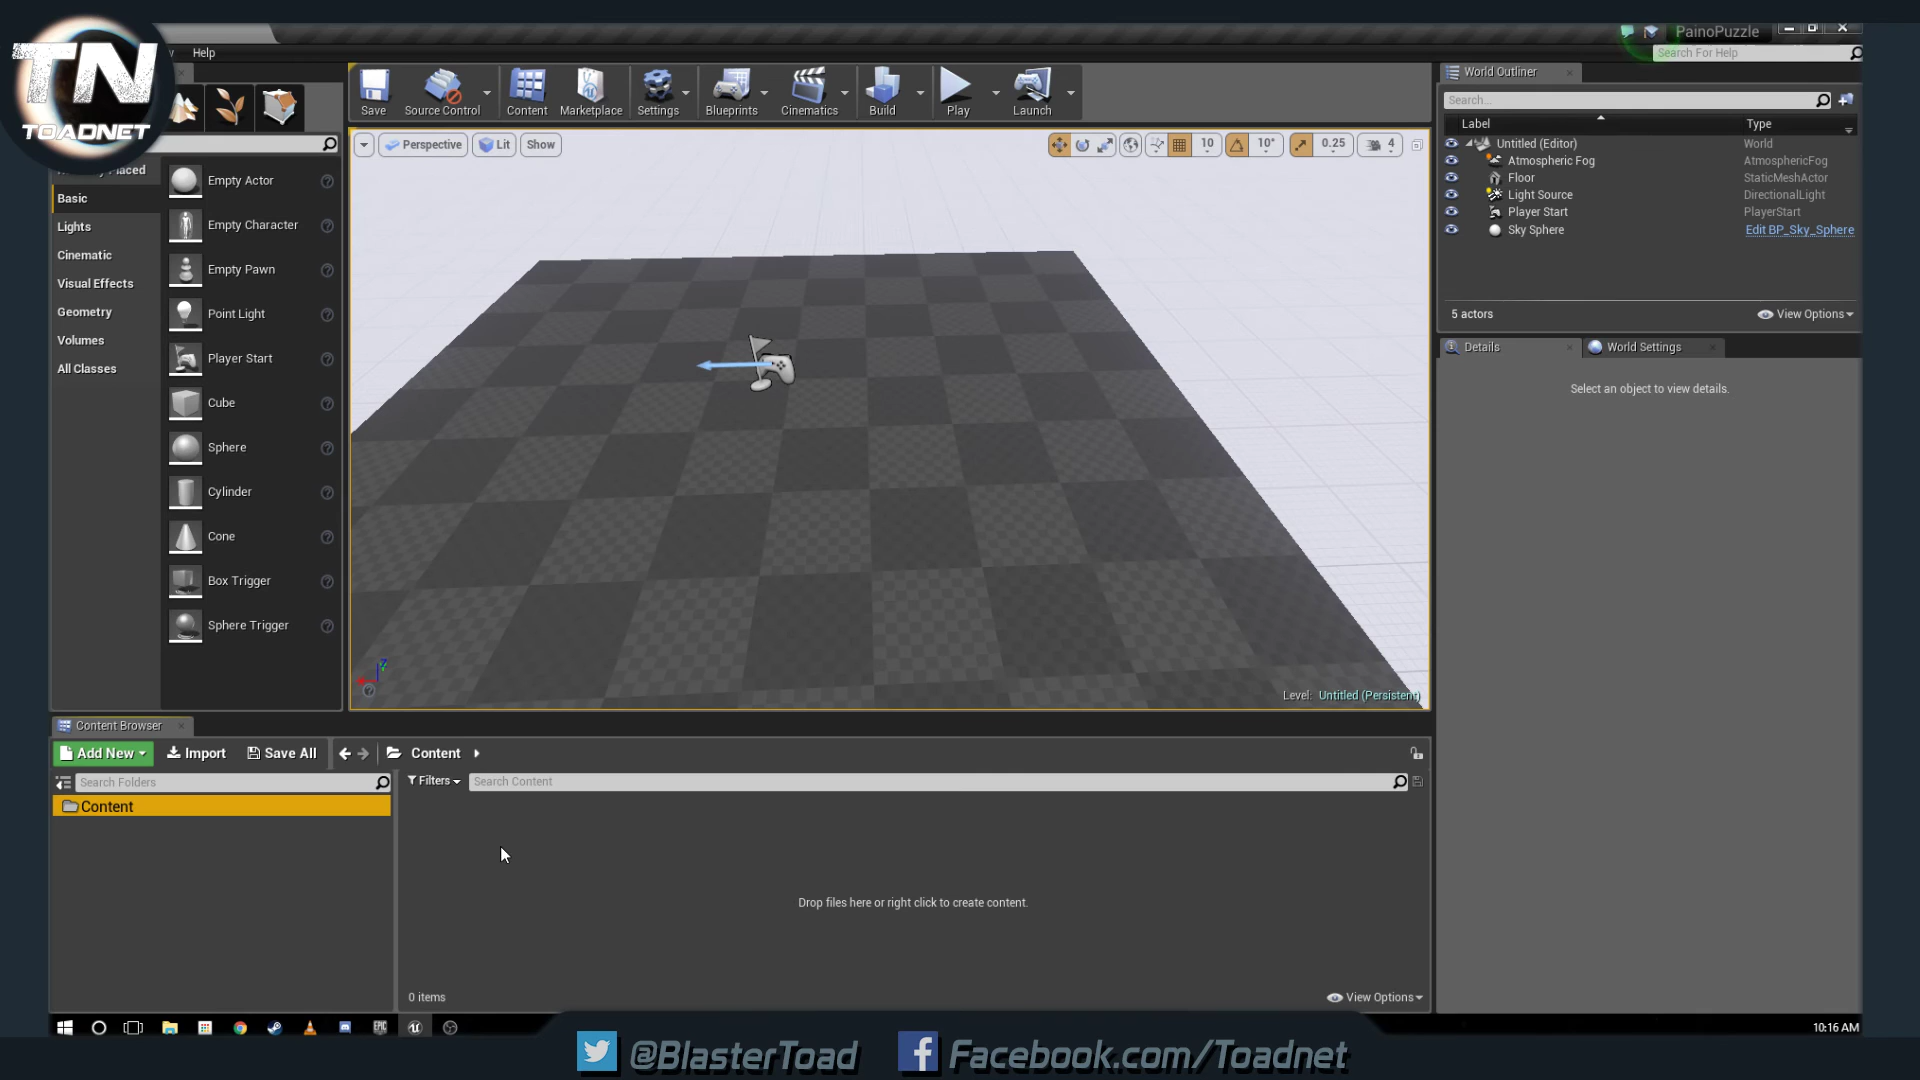 TN
TOADNET
Help
PainoPuzzle
Search For Help
Save
Source Control
Content
Marketplace
Settings
Blueprints
Cinematics
Build
Play
Launch
Perspective
Lit
Show
10
10°
0.25
4
Placed
Basic
Lights
Cinematic
Visual Effects
Geometry
Volumes
All Classes
Empty Actor
Empty Character
Empty Pawn
Point Light
Player Start
Cube
Sphere
Cylinder
Cone
Box Trigger
Sphere Trigger
Level: Untitled (Persistent)
World Outliner
Search...
Label Type
Untitled (Editor) World
Atmospheric Fog AtmosphericFog
Floor StaticMeshActor
Light Source DirectionalLight
Player Start PlayerStart
Sky Sphere Edit BP_Sky_Sphere
5 actors View Options
Details World Settings
Select an object to view details.
Content Browser
Add New Import Save All Content
Search Folders
Filters Search Content
Content
Drop files here or right click to create content.
0 items View Options
EPIC
10:16 AM
@BlasterToad Facebook.com/Toadnet